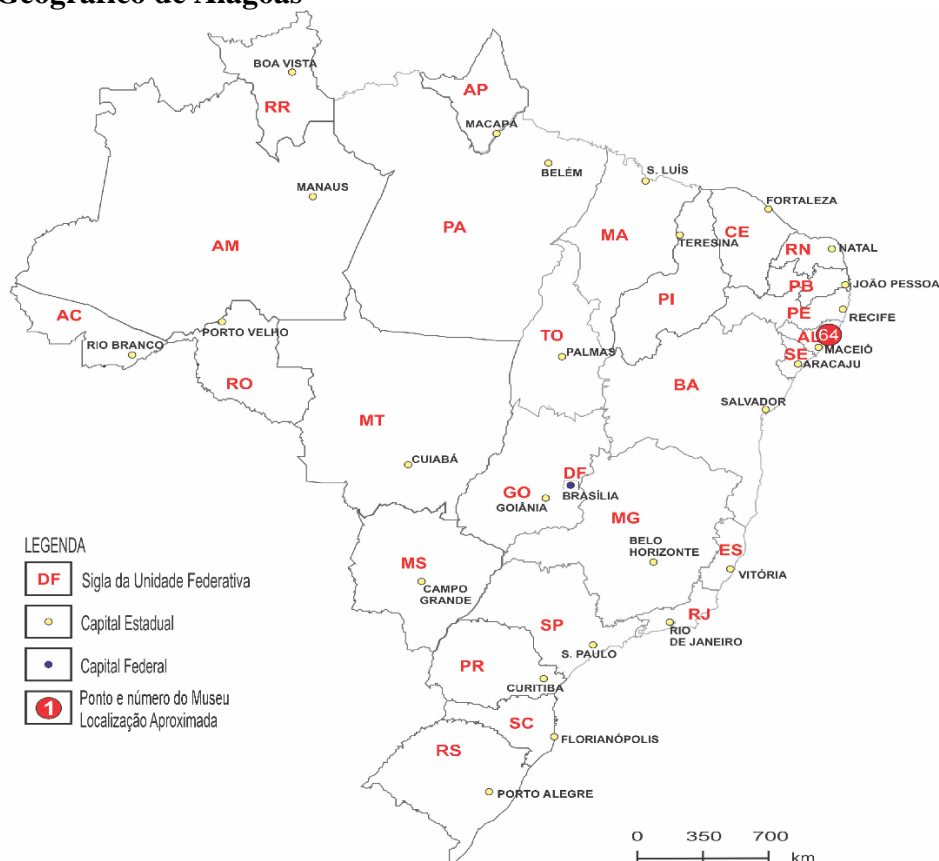 Geográfico de Alagoas
BOA VISTA
RR
AP
MACAPÁ
BELÉM
S. LUÍS
MANAUS
FORTALEZA
AM
PA
MA
TERESINA
CE
RN
NATAL
PB
JOÃO PESSOA
PI
PE
RECIFE
AC
PORTO VELHO
RIO BRANCO
TO
PALMAS
AL
64
MACEIÓ
SE
ARACAJU
RO
BA
SALVADOR
MT
CUIABÁ
DF
BRASÍLIA
GO
GOIÂNIA
MG
BELO
HORIZONTE
ES
VITÓRIA
MS
CAMPO
GRANDE
RJ
RIO
DE JANEIRO
SP
S. PAULO
PR
CURITIBA
SC
FLORIANÓPOLIS
RS
PORTO ALEGRE
LEGENDA
DF Sigla da Unidade Federativa
Capital Estadual
Capital Federal
1 Ponto e número do Museu
Localização Aproximada
0 350 700
km